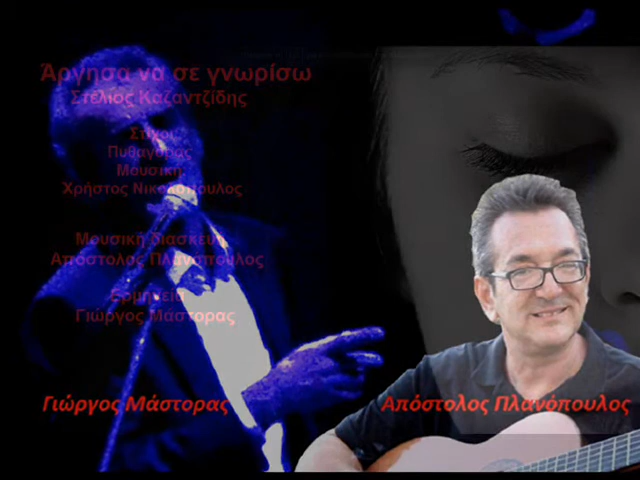 Άργησα να σε γνωρίσω
Στέλιος Καζαντζίδης
Στίχοι
Πυθαγόρας
Μουσική
Χρήστος Νικολόπουλος
Μουσική διασκευή
Απόστολος Πλανόπουλος
Ερμηνεία
Γιώργος Μάστορας
Γιώργος Μάστορας
Απόστολος Πλανόπουλος